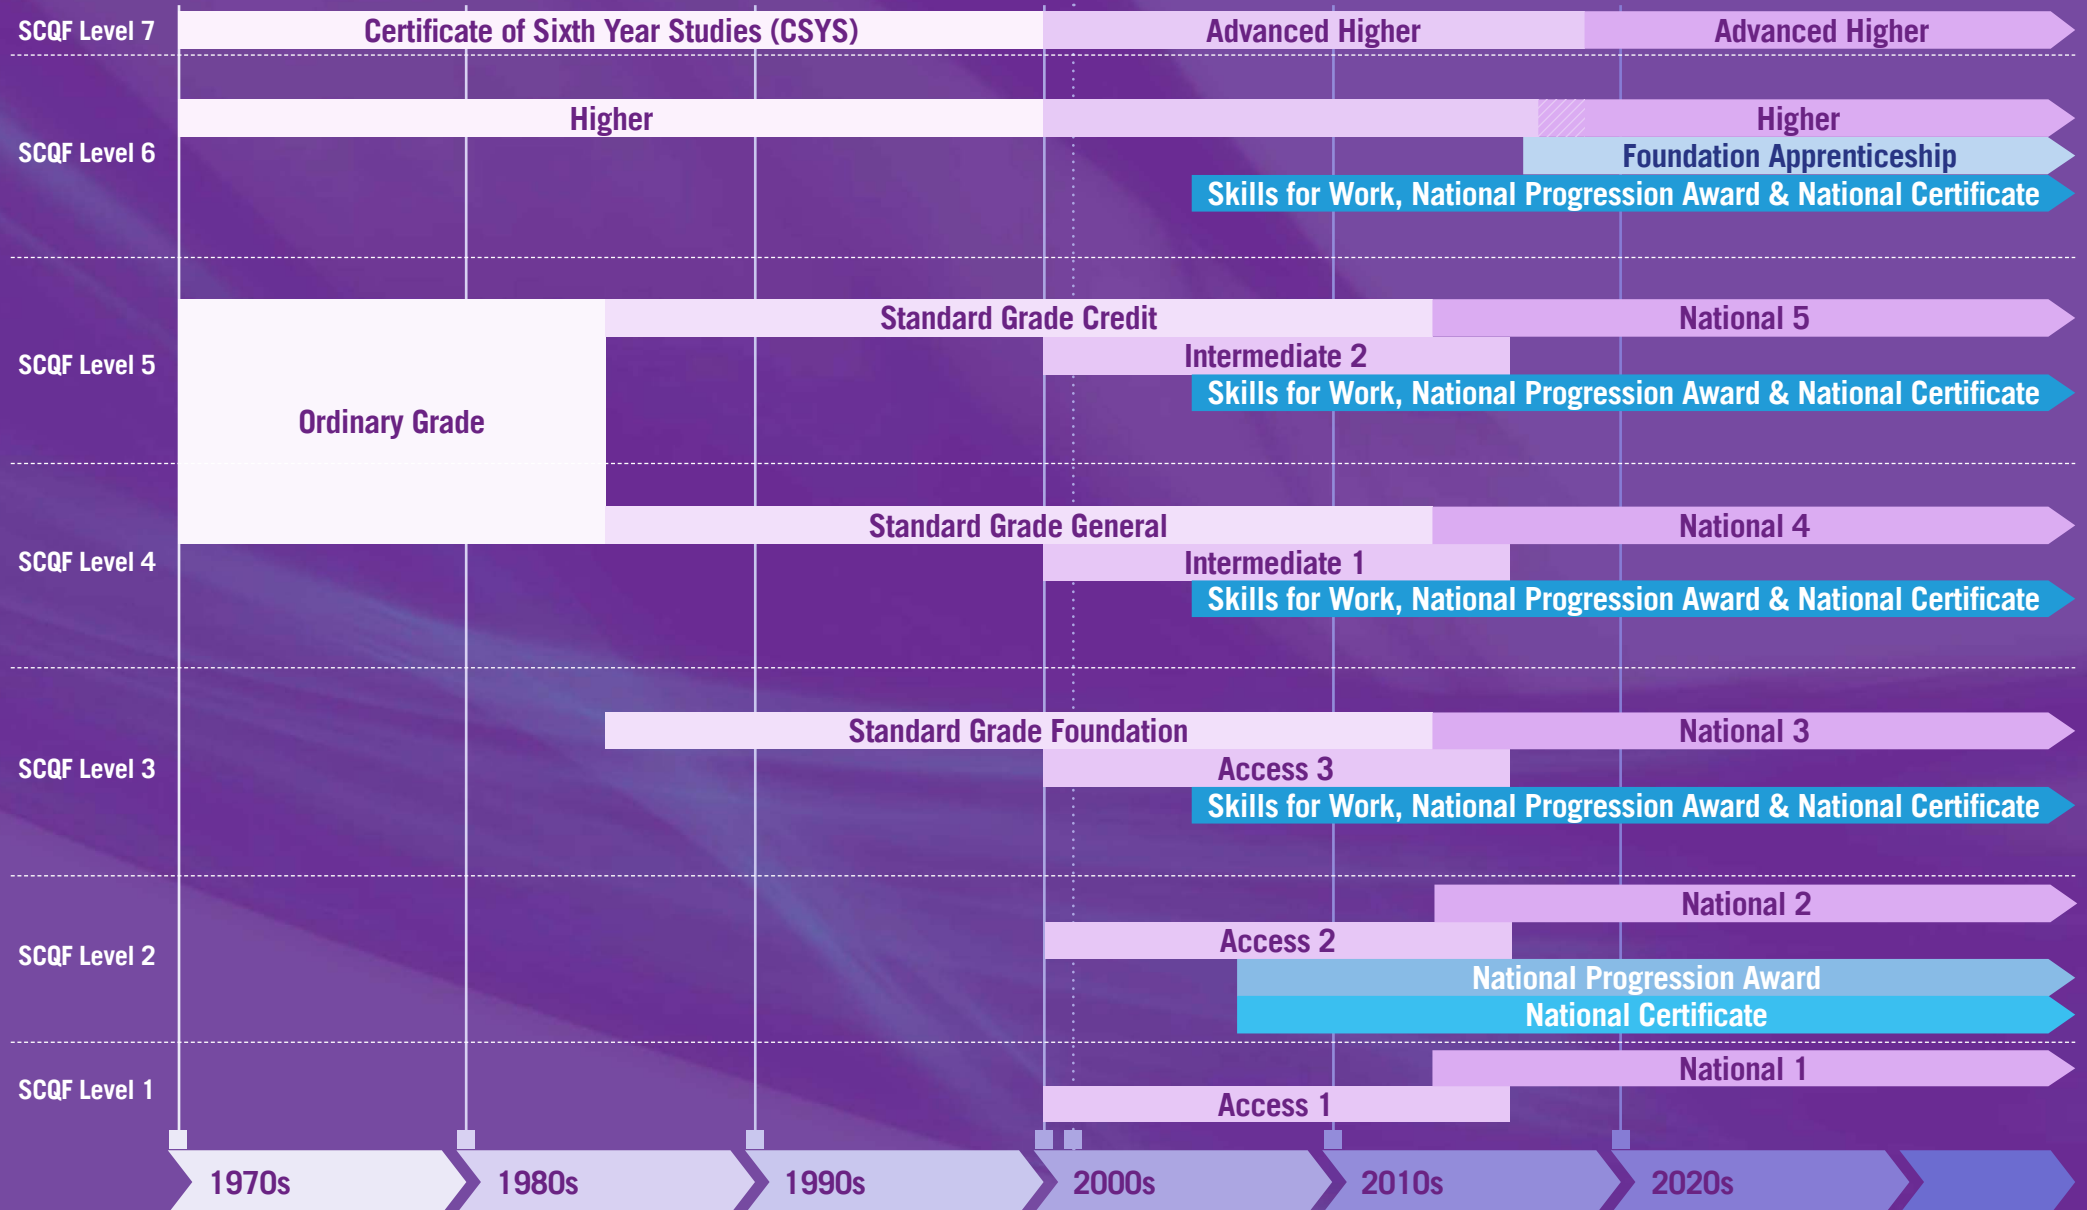 SCQF Level 7
Certificate of Sixth Year Studies (CSYS)
Advanced Higher
Advanced Higher
SCQF Level 6
Higher
Higher
Foundation Apprenticeship
Skills for Work, National Progression Award & National Certificate
SCQF Level 5
Ordinary Grade
Standard Grade Credit
National 5
Intermediate 2
Skills for Work, National Progression Award & National Certificate
SCQF Level 4
Standard Grade General
National 4
Intermediate 1
Skills for Work, National Progression Award & National Certificate
SCQF Level 3
Standard Grade Foundation
National 3
Access 3
Skills for Work, National Progression Award & National Certificate
SCQF Level 2
National 2
Access 2
National Progression Award
National Certificate
SCQF Level 1
National 1
Access 1
1970s
1980s
1990s
2000s
2010s
2020s